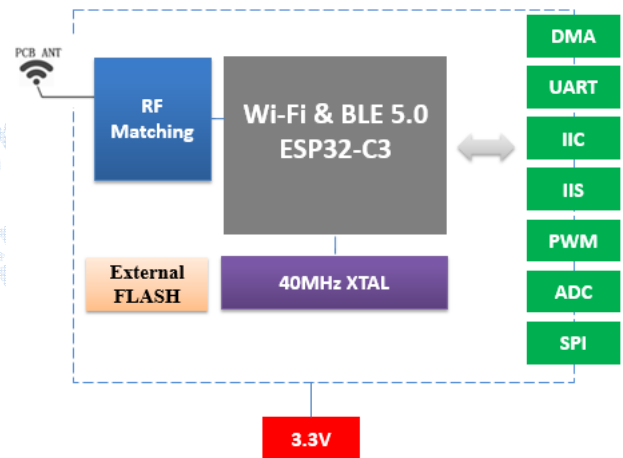 PCB ANT
RF
Matching
Wi-Fi & BLE 5.0
ESP32-C3
External
FLASH
40MHz XTAL
DMA
UART
IIC
IIS
PWM
ADC
SPI
3.3V